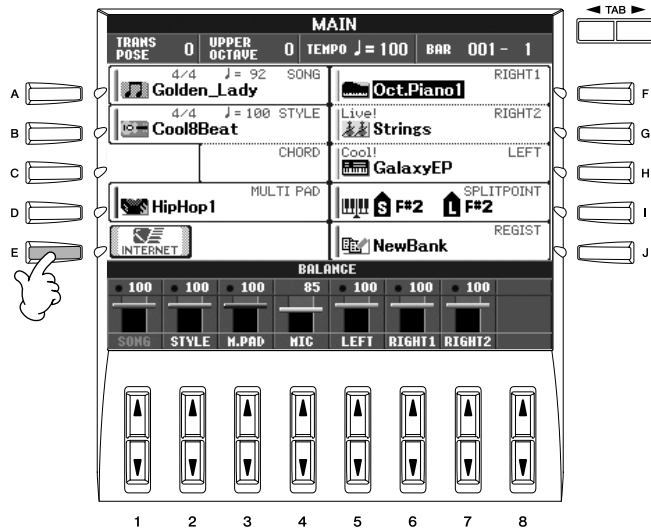 MAIN
◀ TAB ▶
TRANS POSE 0 UPPER OCTAVE 0 TEMPO ♩=100 BAR 001- 1
4/4 ♩= 92 SONG
Golden_Lady
RIGHT1
Oct.Piano1
A
F
4/4 ♩=100 STYLE
Cool8Beat
Live! RIGHT2
Strings
B
G
CHORD
Cool! LEFT
GalaxyEP
C
H
MULTI PAD
HipHop1
SPLITPOINT
S F#2 L F#2
D
I
INTERNET
REGIST
NewBank
E
J
BALANCE
100 100 100 85 100 100 100
SONG STYLE M.PAD MIC LEFT RIGHT1 RIGHT2
1 2 3 4 5 6 7 8